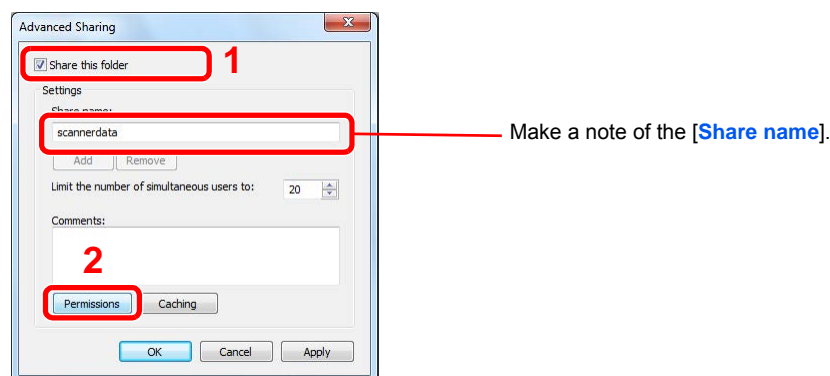 Advanced Sharing
x
1
Share this folder
Settings
Share name:
scannerdata
Make a note of the [Share name].
Add Remove
Limit the number of simultaneous users to: 20
Comments:
2
Permissions Caching
OK Cancel Apply